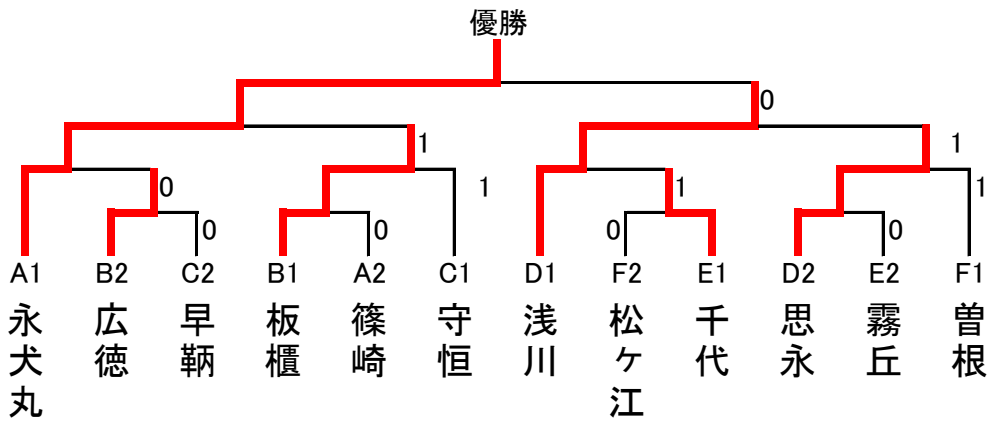 優勝
0
1
1
0
1
1
1
0
0
0
0
A1
B2
C2
B1
A2
C1
D1
F2
E1
D2
E2
F1
永犬丸
広徳
早鞆
板櫃
篠崎
守恒
浅川
松ケ江
千代
思永
霧丘
曽根